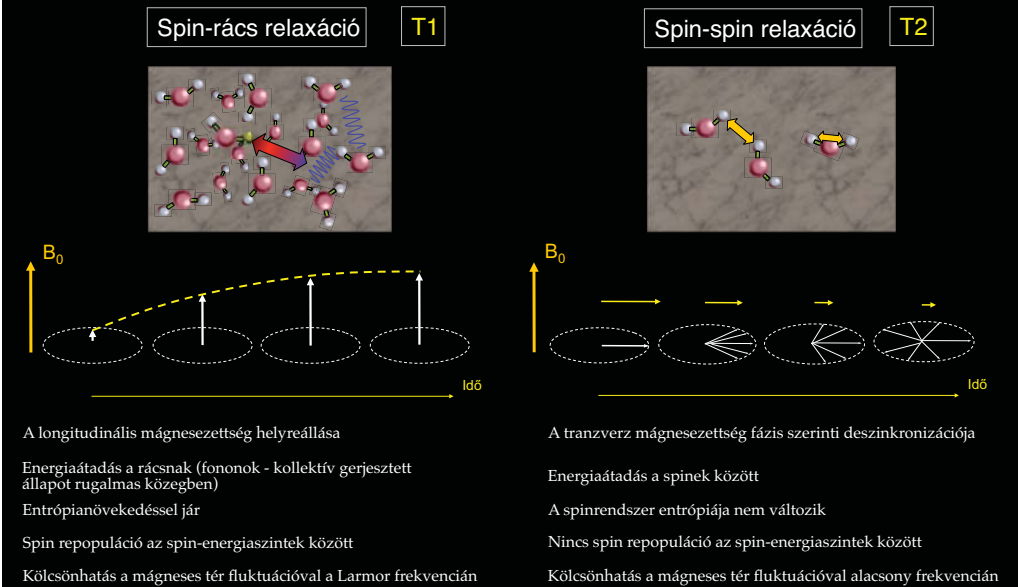 Spin-rács relaxáció
T1
B0
Idő
A longitudinális mágnesezettség helyreállása
Energiaátadás a rácsnak (fononok - kollektív gerjesztett
állapot rugalmas közegben)
Entrópianövekedéssel jár
Spin repopuláció az spin-energiaszintek között
Kölcsönhatás a mágneses tér fluktuációval a Larmor frekvencián
Spin-spin relaxáció
T2
B0
Idő
A tranzverz mágnesezettség fázis szerinti deszinkronizációja
Energiaátadás a spinek között
A spinrendszer entrópiája nem változik
Nincs spin repopuláció az spin-energiaszintek között
Kölcsönhatás a mágneses tér fluktuációval alacsony frekvencián